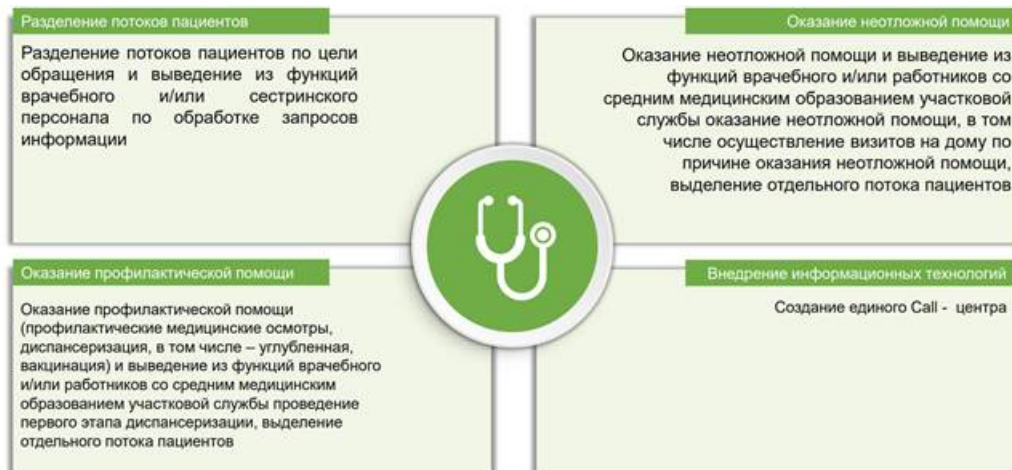 Разделение потоков пациентов
Разделение потоков пациентов по цели
обращения и выведение из функций
врачебного и/или сестринского
персонала по обработке запросов
информации
Оказание неотложной помощи
Оказание неотложной помощи и выведение из
функций врачебного и/или работников со
средним медицинским образованием участковой
службы оказание неотложной помощи, в том
числе осуществление визитов на дому по
причине оказания неотложной помощи,
выделение отдельного потока пациентов
Оказание профилактической помощи
Оказание профилактической помощи
(профилактические медицинские осмотры,
диспансеризация, в том числе – углубленная,
вакцинация) и выведение из функций врачебного
и/или работников со средним медицинским
образованием участковой службы проведение
первого этапа диспансеризации, выделение
отдельного потока пациентов
Внедрение информационных технологий
Создание единого Call - центра